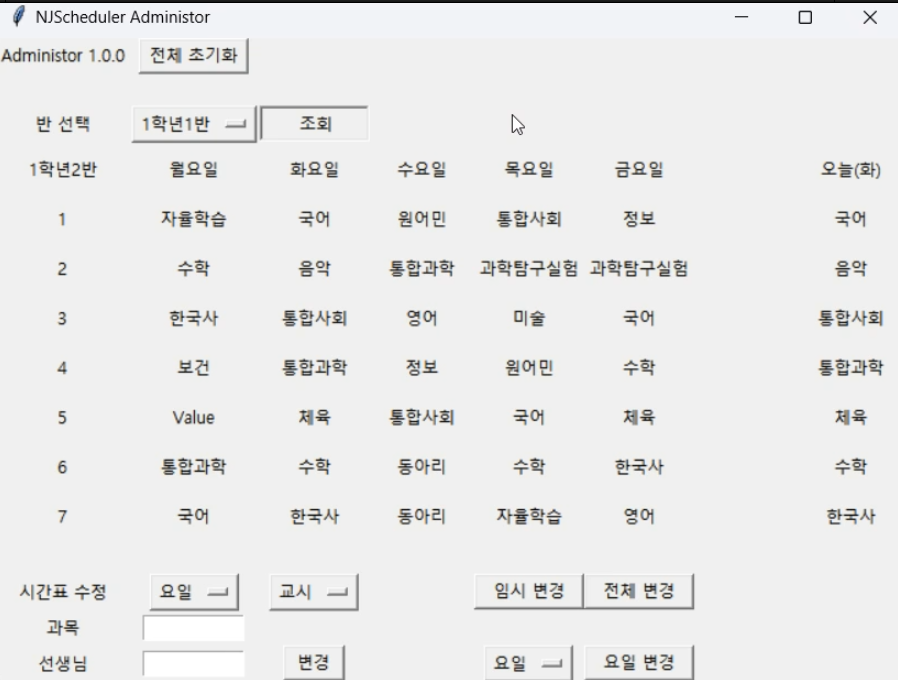 NJScheduler Administor
Administor 1.0.0 전체 초기화
반 선택 1학년1반 조회
1학년2반 월요일 화요일 수요일 목요일 금요일 오늘(화)
1 자율학습 국어 원어민 통합사회 정보 국어
2 수학 음악 통합과학 과학탐구실험 과학탐구실험 음악
3 한국사 통합사회 영어 미술 국어 통합사회
4 보건 통합과학 정보 원어민 수학 통합과학
5 Value 체육 통합사회 국어 체육 체육
6 통합과학 수학 동아리 수학 한국사 수학
7 국어 한국사 동아리 자율학습 영어 한국사
시간표 수정 요일 교시 임시 변경 전체 변경
과목
선생님 변경 요일 요일 변경